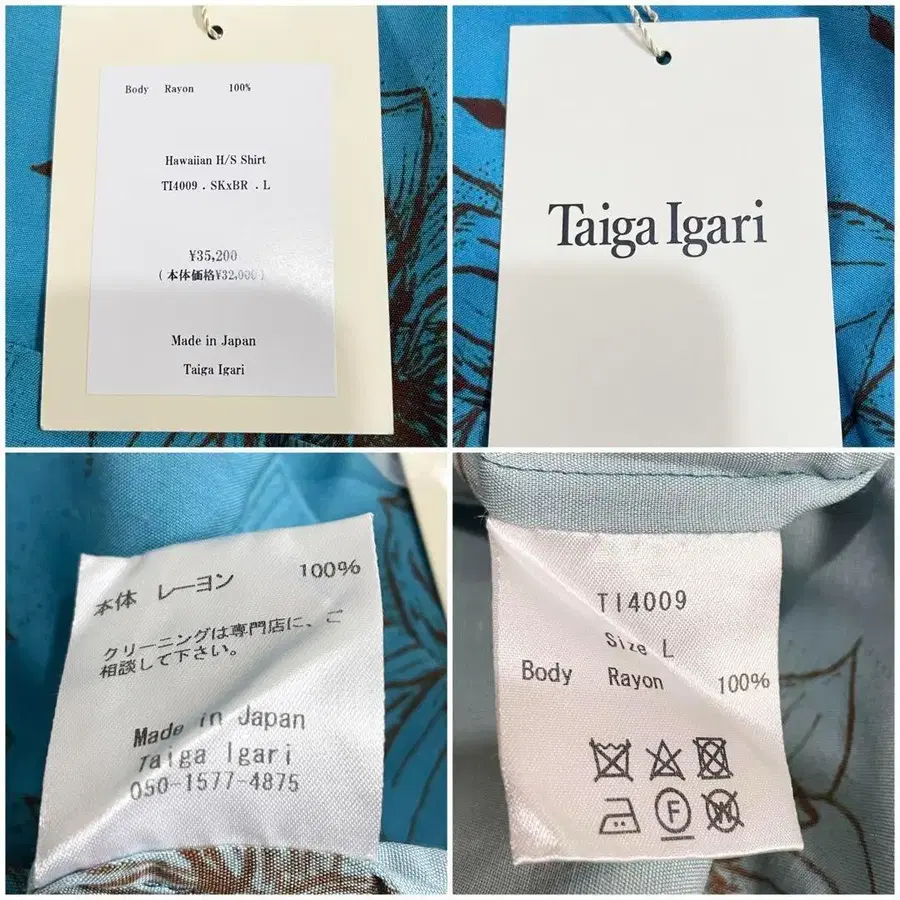 Body Rayon 100%
Hawaiian H/S Shirt
TI4009 . SKxBR . L
¥35,200
(本体価格¥32,000)
Made in Japan
Taiga Igari
Taiga Igari
本体 レーヨン 100%
クリーニングは専門店に、ご
相談して下さい。
Made in Japan
Taiga Igari
050-1577-4875
TI4009
Size L
Body Rayon 100%
F
W